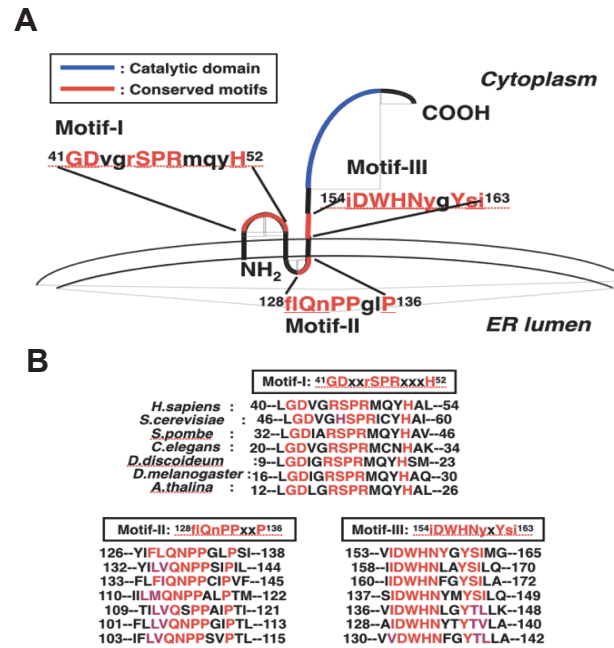 A
: Catalytic domain
: Conserved motifs
Cytoplasm
COOH
Motif-I
41GDvgrSPRmqyH52
Motif-III
154iDWHNygYsi163
NH2
128flQnPPglP136
Motif-II
ER lumen
B
Motif-I: 41GDxxrSPRxxxH52
H.sapiens : 40--LGDVGRSPRMQYHAL--54
S.cerevisiae : 46--LGDVGHSPRICYHAI--60
S.pombe : 32--LGDIARSPRMQYHAV--46
C.elegans : 20--LGDVGRSPRMCNHAK--34
D.discoideum : :9--LGDIGRSPRMQYHSM--23
D.melanogaster : 16--LGDIGRSPRMQYHAQ--30
A.thalina : 12--LGDLGRSPRMQYHAL--26
Motif-II: 128flQnPPxxP136
126--YIFLQNPPGLPSI--138
132--YILVQNPPSIPIL--144
133--FLFIQNPPCIPVF--145
110--ILMQNPPALPTM--122
109--TILVQSPPAIPTI--121
101--FLLVQNPPGIPTL--113
103--IFLVQNPPSVPTL--115
Motif-III: 154iDWHNyxYsi163
153--VIDWHNYGYSIMG--165
158--IIDWHNLAYSILQ--170
160--IIDWHNFGYSILA--172
137--SIDWHNYMYSILQ--149
136--VIDWHNLGYTLLK--148
128--AIDWHNYTYTVLA--140
130--VVDWHNFGYTLLA--142